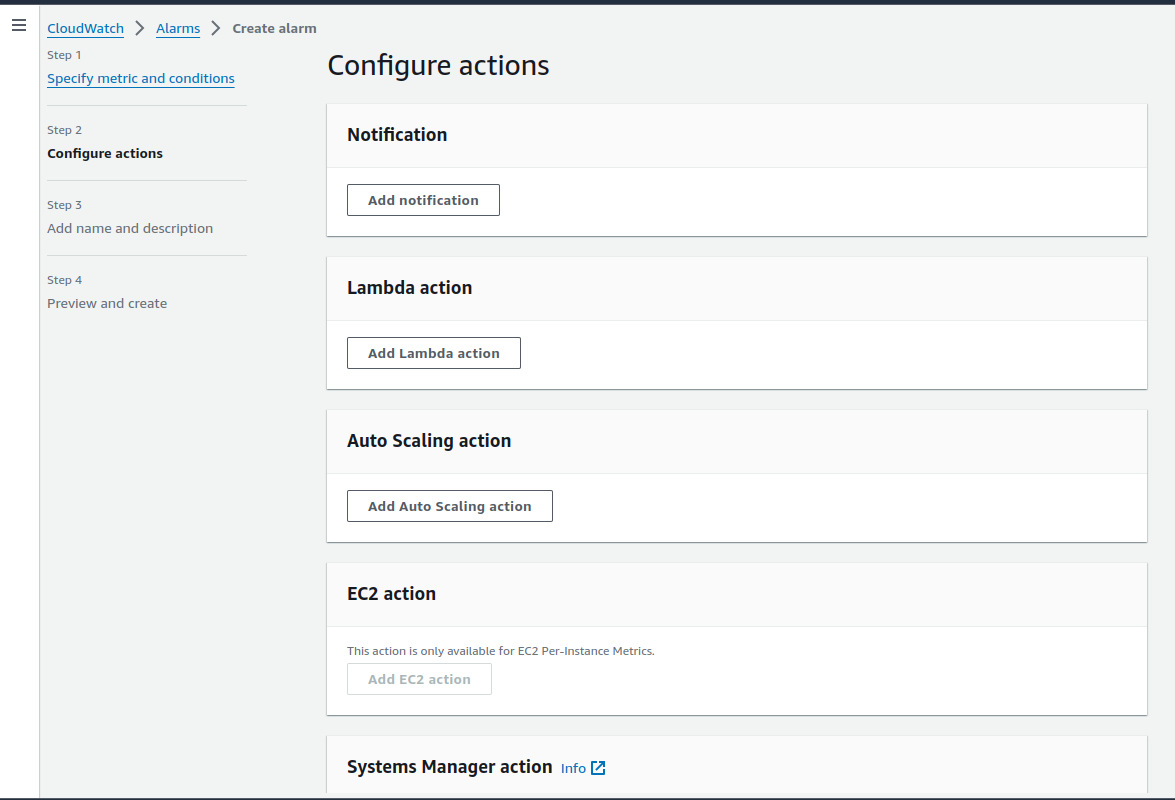 CloudWatch > Alarms > Create alarm
Step 1
Specify metric and conditions
Step 2
Configure actions
Step 3
Add name and description
Step 4
Preview and create
Configure actions
Notification
Add notification
Lambda action
Add Lambda action
Auto Scaling action
Add Auto Scaling action
EC2 action
This action is only available for EC2 Per-Instance Metrics.
Add EC2 action
Systems Manager action Info